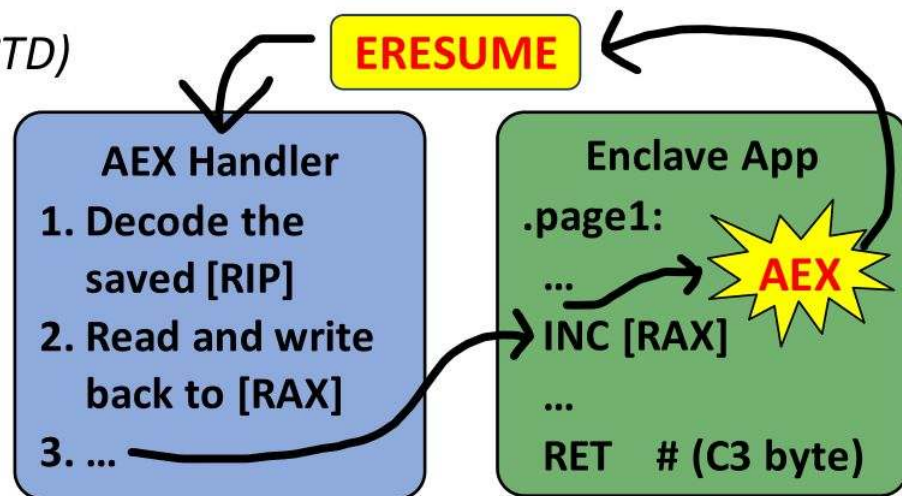 TD)
ERESUME
AEX Handler
1. Decode the
saved [RIP]
2. Read and write
back to [RAX]
3. ...
Enclave App
.page1:
...
AEX
INC [RAX]
...
RET # (C3 byte)